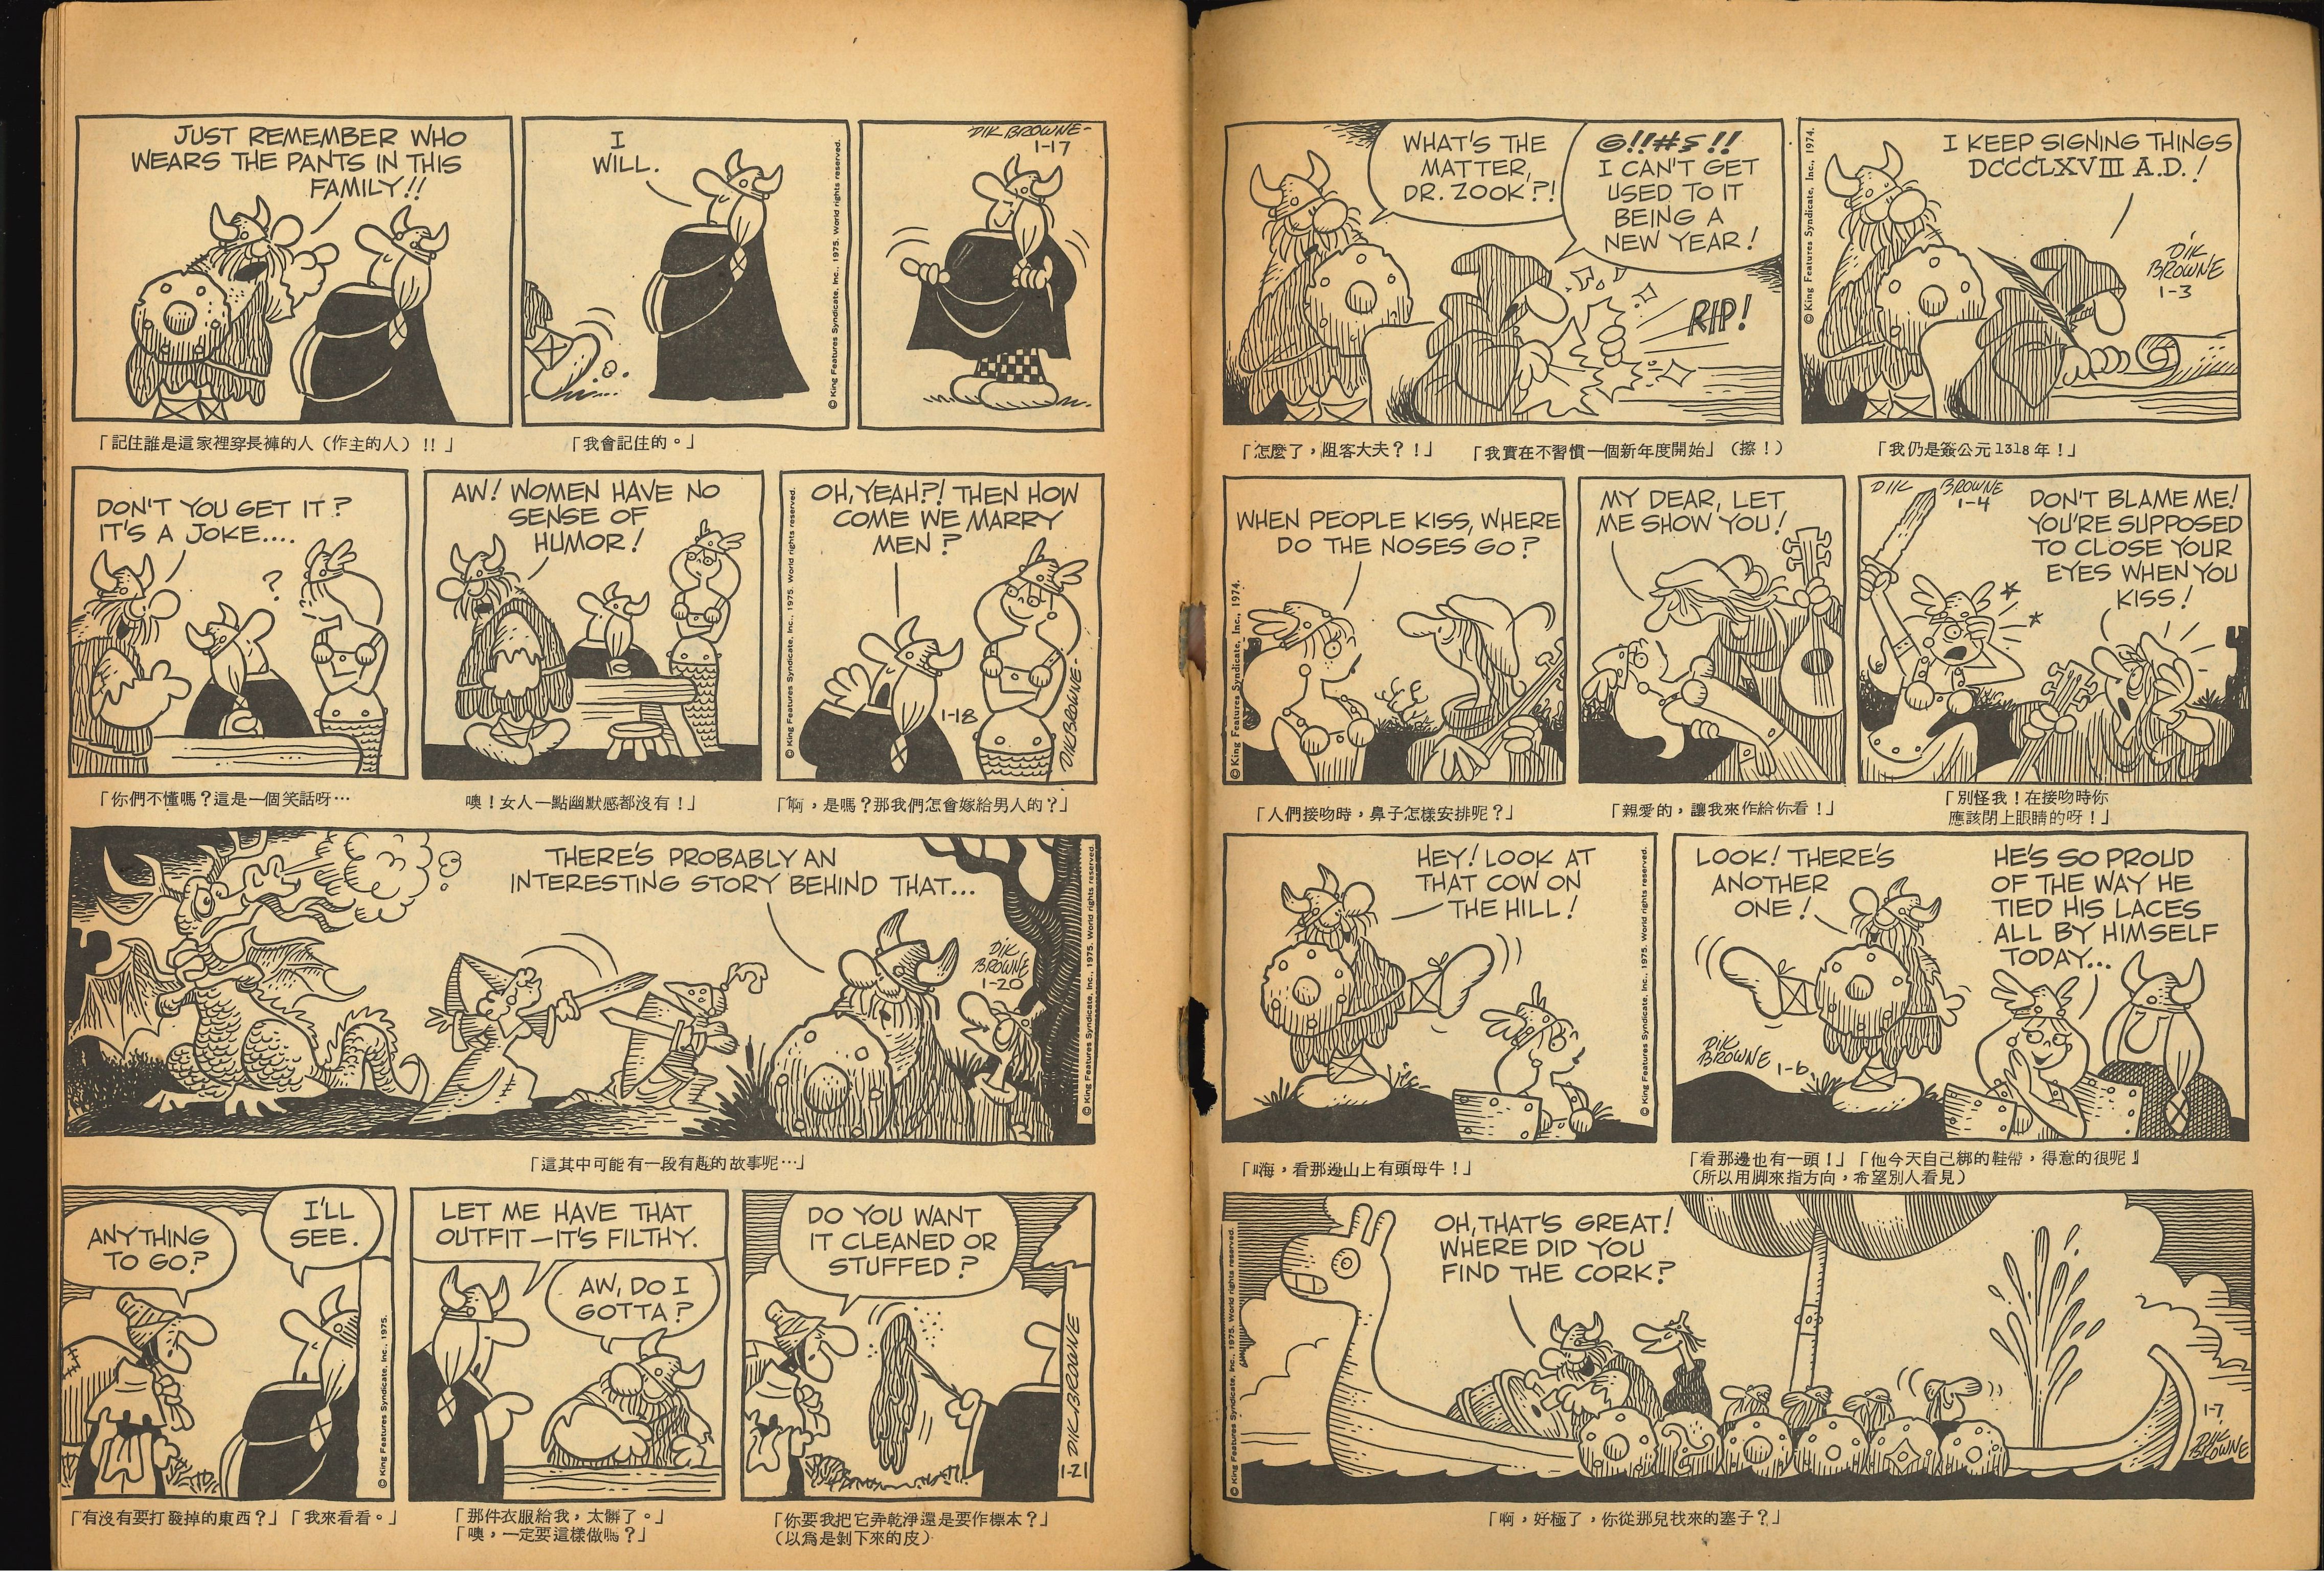 JUST REMEMBER WHO
WEARS THE PANTS IN THIS
FAMILY!!
I
WILL.
© King Features Syndicate, Inc., 1975. World rights reserved.
DIK BROWNE-
1-17
「記住誰是這家裡穿長褲的人（作主的人）!!」
「我會記住的。」
DON'T YOU GET IT?
IT'S A JOKE....
?
AW! WOMEN HAVE NO
SENSE OF
HUMOR!
© King Features Syndicate, Inc., 1975. World rights reserved.
OH, YEAH?! THEN HOW
COME WE MARRY
MEN?
1-18
DIK BROWNE-
「你們不懂嗎？這是一個笑話呀…
噢！女人一點幽默感都沒有！」
「啊，是嗎？那我們怎會嫁給男人的？」
THERE'S PROBABLY AN
INTERESTING STORY BEHIND THAT...
DIK
BROWNE
1-20
© King Features Syndicate, Inc., 1975. World rights reserved.
「這其中可能有一段有趣的故事呢…」
ANYTHING
TO GO?
I'LL
SEE.
© King Features Syndicate, Inc., 1975.
LET ME HAVE THAT
OUTFIT—IT'S FILTHY.
AW, DO I
GOTTA?
DO YOU WANT
IT CLEANED OR
STUFFED?
DIK BROWNE
1-21
「有沒有要打發掉的東西？」「我來看看。」
「那件衣服給我，太髒了。」
「噢，一定要這樣做嗎？」
「你要我把它弄乾淨還是要作標本？」
（以為是剝下來的皮）
WHAT'S THE
MATTER,
DR. ZOOK?!
@!!#$!!
I CAN'T GET
USED TO IT
BEING A
NEW YEAR!
RIP!
© King Features Syndicate, Inc., 1974.
I KEEP SIGNING THINGS
DCCCLXVIII A.D.!
DIK
BROWNE
1-3
「怎麼了，阻客大夫？!」
「我實在不習慣一個新年度開始」（擦！）
「我仍是簽公元1318年！」
© King Features Syndicate, Inc., 1974.
WHEN PEOPLE KISS, WHERE
DO THE NOSES GO?
MY DEAR, LET
ME SHOW YOU!
DIK BROWNE
1-4
DON'T BLAME ME!
YOU'RE SUPPOSED
TO CLOSE YOUR
EYES WHEN YOU
KISS!
「人們接吻時，鼻子怎樣安排呢？」
「親愛的，讓我來作給你看！」
「別怪我！在接吻時你
應該閉上眼睛的呀！」
HEY! LOOK AT
THAT COW ON
THE HILL!
© King Features Syndicate, Inc., 1975. World rights reserved.
LOOK! THERE'S
ANOTHER
ONE!
HE'S SO PROUD
OF THE WAY HE
TIED HIS LACES
ALL BY HIMSELF
TODAY...
DIK
BROWNE 1-6
「嗨，看那邊山上有頭母牛！」
「看那邊也有一頭！」「他今天自己綁的鞋帶，得意的很呢」
（所以用脚來指方向，希望別人看見）
© King Features Syndicate, Inc., 1975. World rights reserved.
OH, THAT'S GREAT!
WHERE DID YOU
FIND THE CORK?
1-7
DIK
BROWNE
「啊，好極了，你從那兒找來的塞子？」